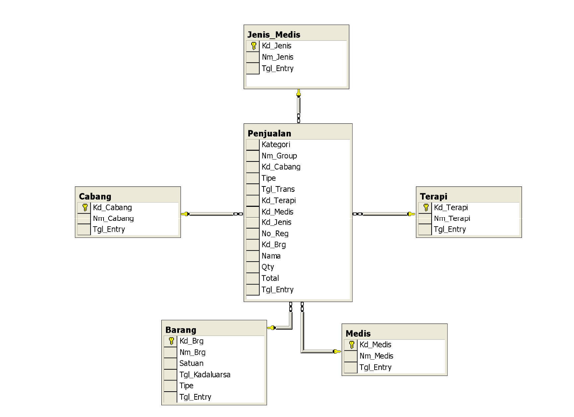 Jenis_Medis
Kd_Jenis
Nm_Jenis
Tgl_Entry
Penjualan
Kategori
Nm_Group
Kd_Cabang
Tipe
Tgl_Trans
Kd_Terapi
Kd_Medis
Kd_Jenis
No_Reg
Kd_Brg
Nama
Qty
Total
Tgl_Entry
Cabang
Kd_Cabang
Nm_Cabang
Tgl_Entry
Terapi
Kd_Terapi
Nm_Terapi
Tgl_Entry
Barang
Kd_Brg
Nm_Brg
Satuan
Tgl_Kadaluarsa
Tipe
Tgl_Entry
Medis
Kd_Medis
Nm_Medis
Tgl_Entry